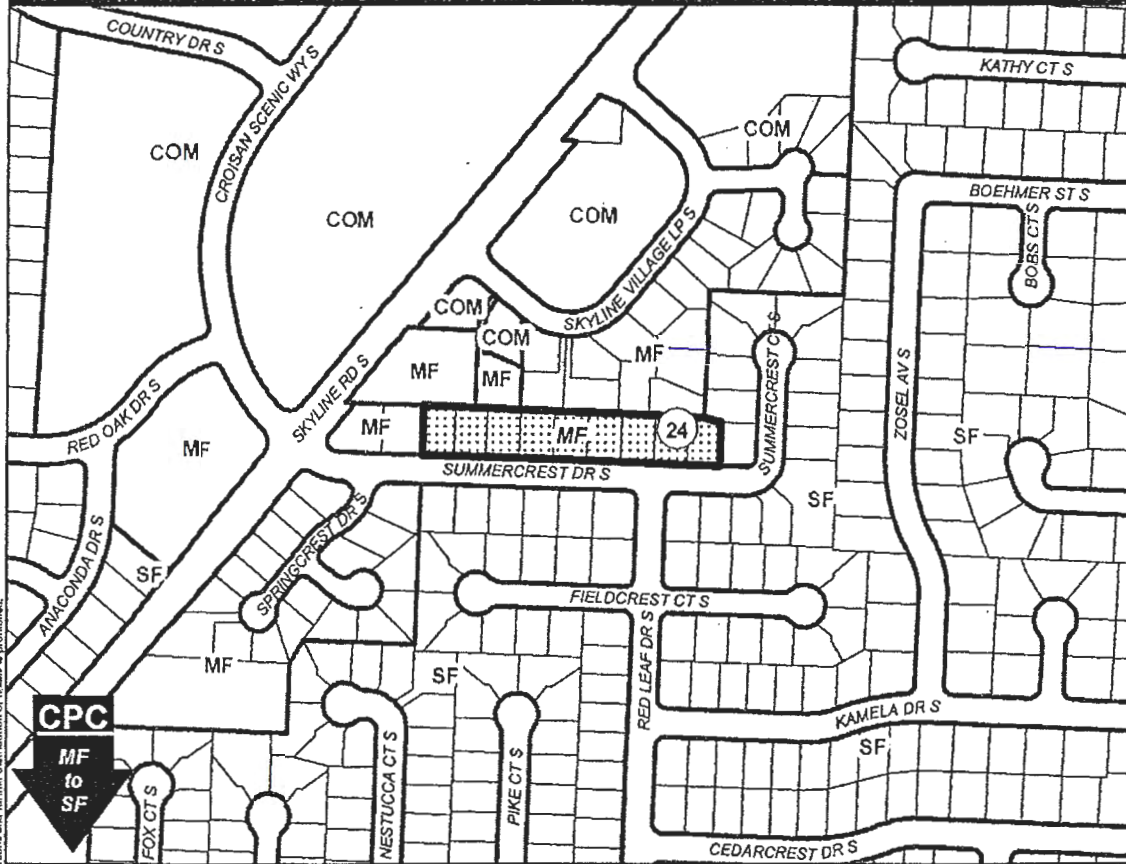 COUNTRY DR S
CROISAN SCENIC WY S
KATHY CT S
COM
COM
COM
COM
BOEHMER ST S
BOBS CT S
SKYLINE VILLAGE LP S
COM
COM
MF
MF
MF
SUMMERCREST CT S
ZOSEL AV S
SKYLINE RD S
RED OAK DR S
MF
MF
MF
24
SF
SUMMERCREST DR S
SF
ANACONDA DR S
SF
SPRINGCREST DR S
FIELDCREST CT S
MF
SF
RED LEAF DR S
KAMELA DR S
SF
CPC
MF
to
SF
FOX CT S
NESTUCCA CT S
PIKE CT S
CEDARCREST DR S